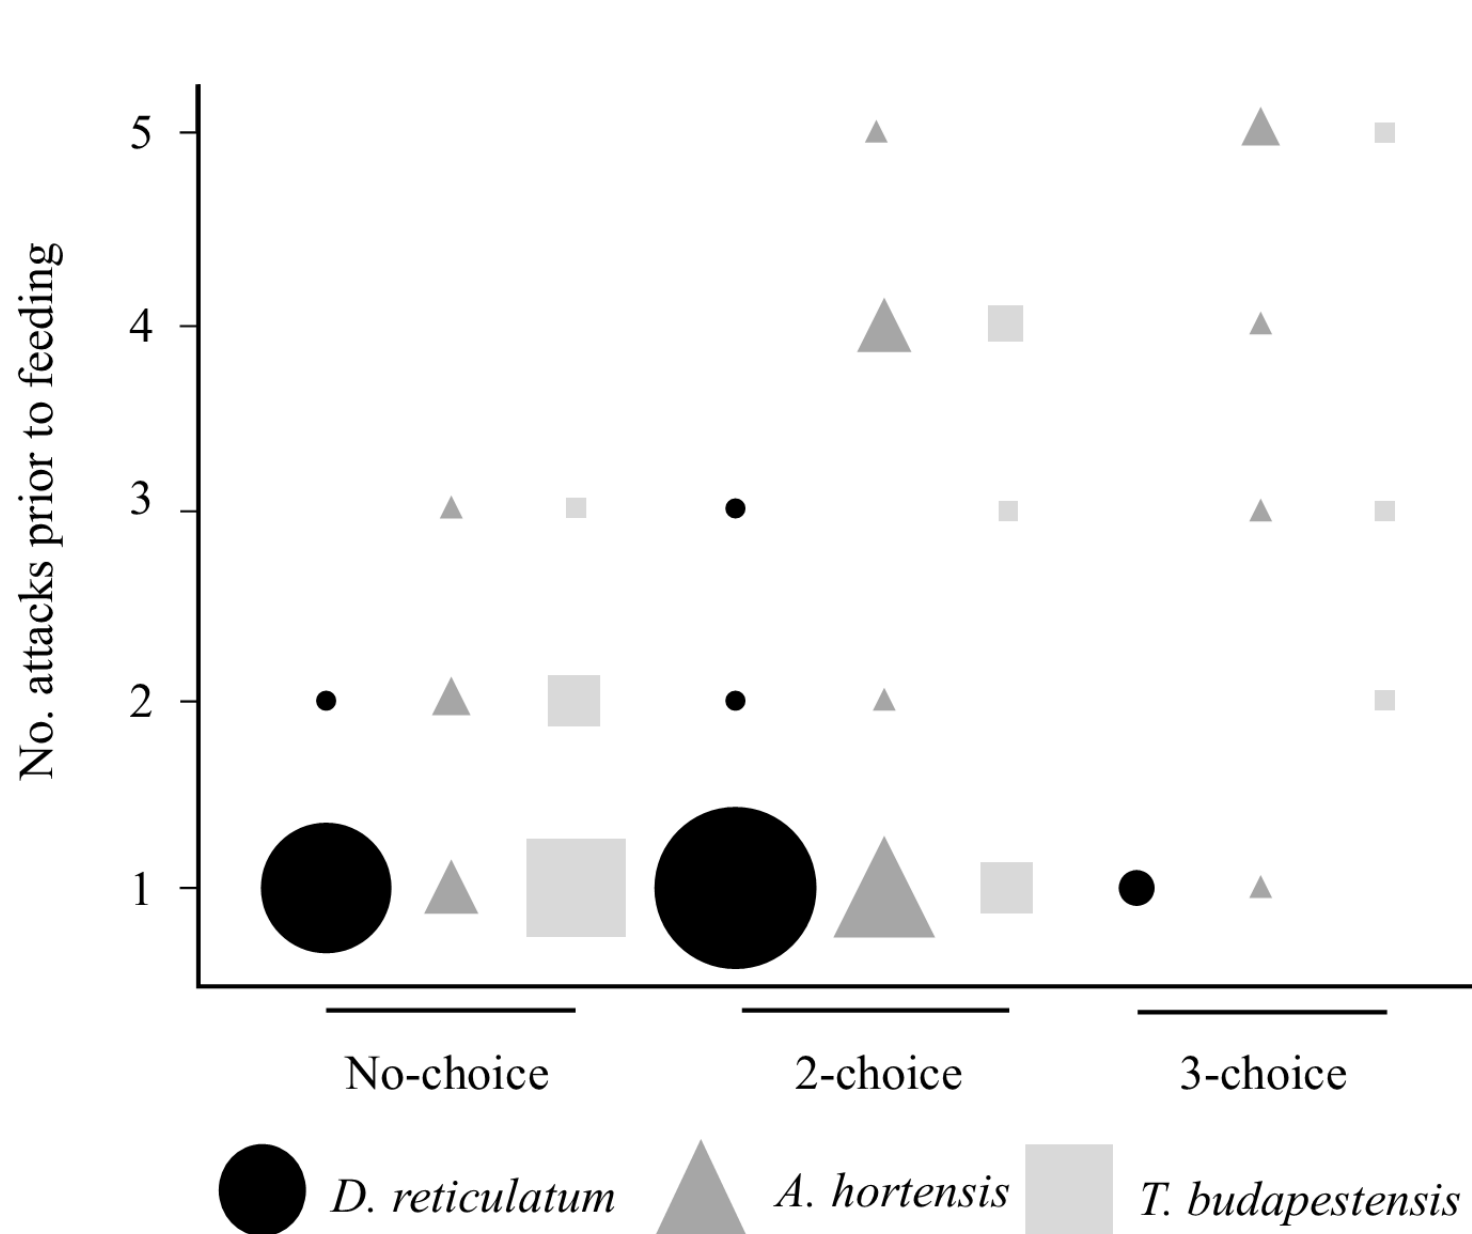 No. attacks prior to feeding
5
4
3
2
1
No-choice 2-choice 3-choice
D. reticulatum A. hortensis T. budapestensis